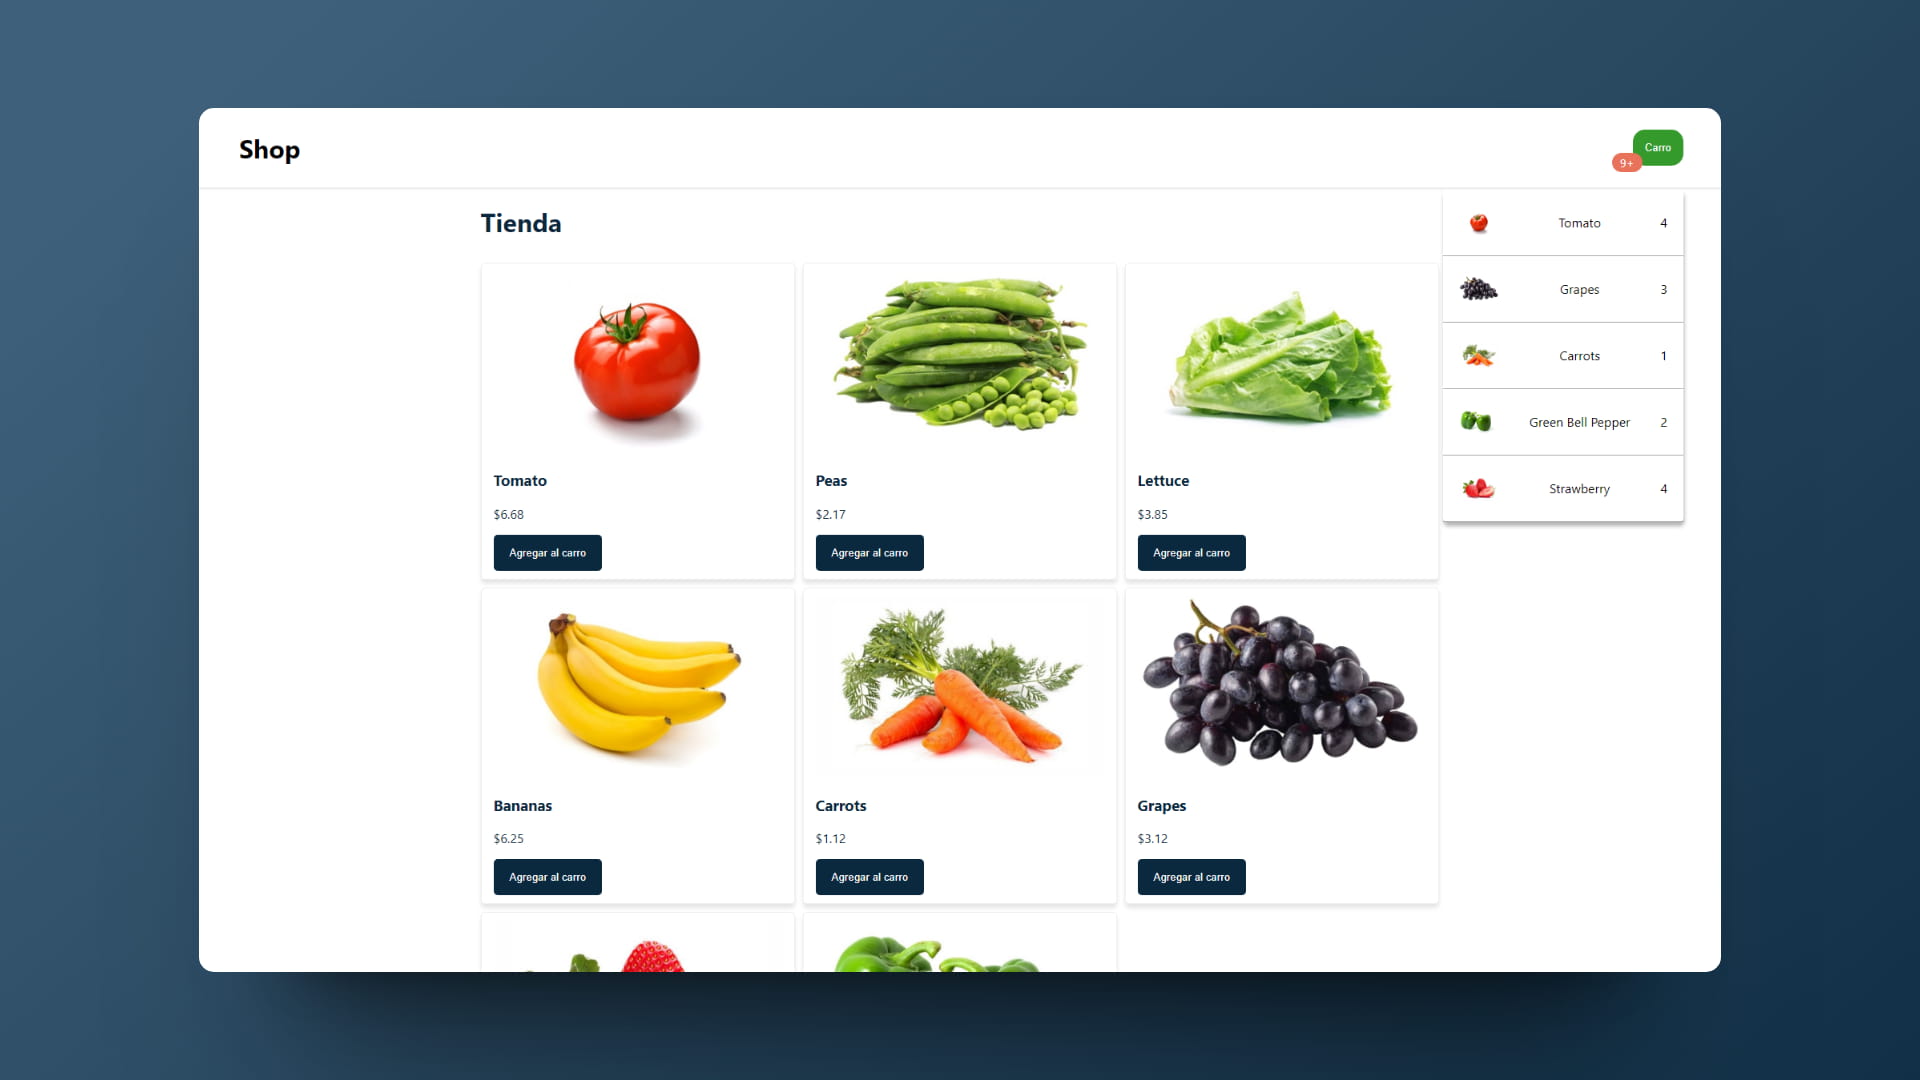 Shop
Carro
9+
Tienda
Tomato 4
Grapes 3
Carrots 1
Green Bell Pepper 2
Strawberry 4
Tomato
$6.68
Agregar al carro
Peas
$2.17
Agregar al carro
Lettuce
$3.85
Agregar al carro
Bananas
$6.25
Agregar al carro
Carrots
$1.12
Agregar al carro
Grapes
$3.12
Agregar al carro